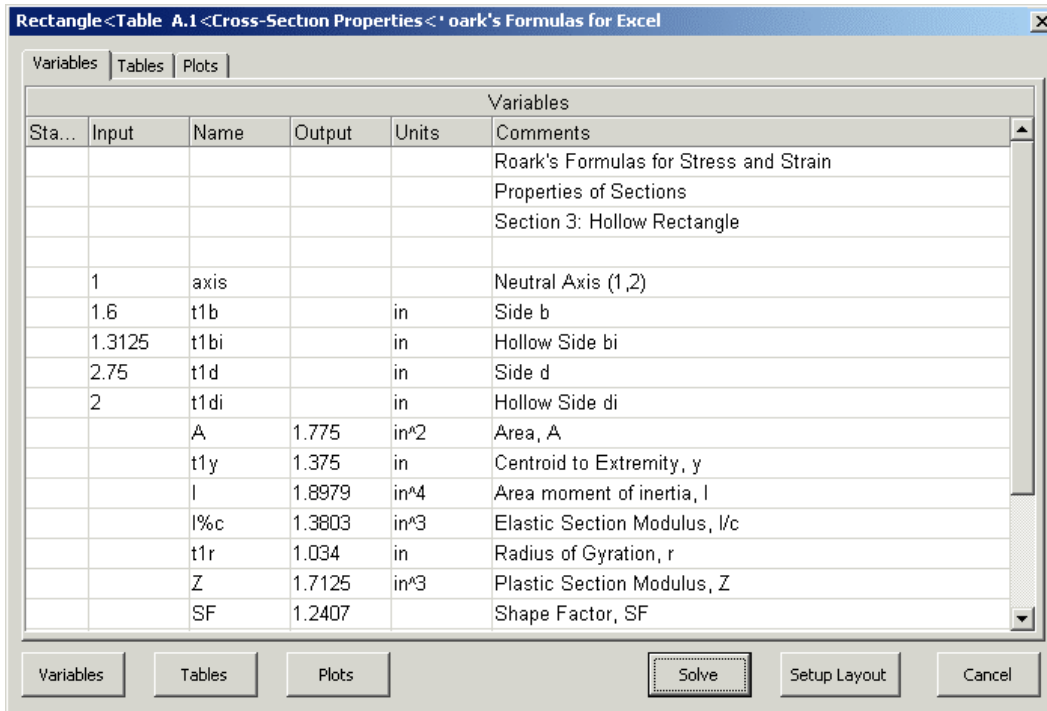 Rectangle<Table A.1<Cross-Section Properties<' oark's Formulas for Excel
Variables Tables Plots
Variables
Sta... Input Name Output Units Comments
Roark's Formulas for Stress and Strain
Properties of Sections
Section 3: Hollow Rectangle
1 axis Neutral Axis (1,2)
1.6 t1b in Side b
1.3125 t1bi in Hollow Side bi
2.75 t1d in Side d
2 t1di in Hollow Side di
A 1.775 in^2 Area, A
t1y 1.375 in Centroid to Extremity, y
I 1.8979 in^4 Area moment of inertia, I
I%c 1.3803 in^3 Elastic Section Modulus, I/c
t1r 1.034 in Radius of Gyration, r
Z 1.7125 in^3 Plastic Section Modulus, Z
SF 1.2407 Shape Factor, SF
Variables Tables Plots Solve Setup Layout Cancel